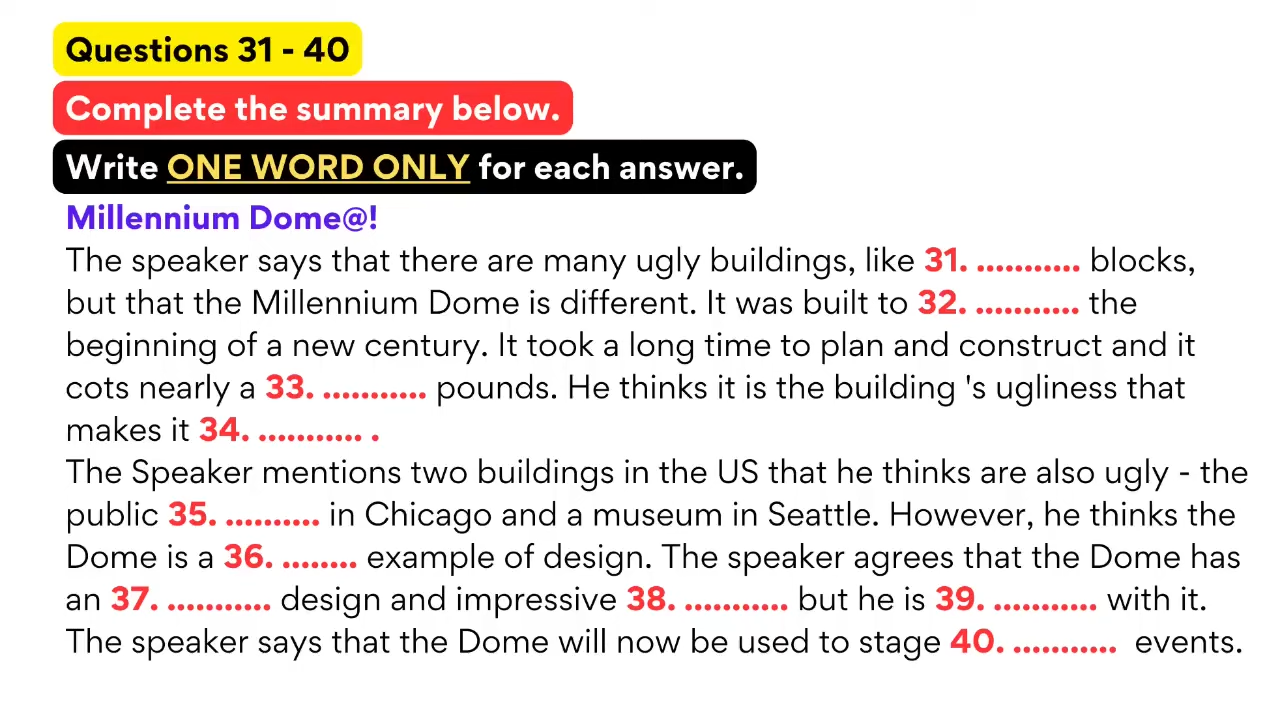 Questions 31 - 40
Complete the summary below.
Write ONE WORD ONLY for each answer.
Millennium Dome@!
The speaker says that there are many ugly buildings, like 31. ........... blocks,
but that the Millennium Dome is different. It was built to 32. ........... the
beginning of a new century. It took a long time to plan and construct and it
cots nearly a 33. ........... pounds. He thinks it is the building 's ugliness that
makes it 34. ........... .
The Speaker mentions two buildings in the US that he thinks are also ugly - the
public 35. .......... in Chicago and a museum in Seattle. However, he thinks the
Dome is a 36. ........ example of design. The speaker agrees that the Dome has
an 37. ........... design and impressive 38. ........... but he is 39. ........... with it.
The speaker says that the Dome will now be used to stage 40. ........... events.